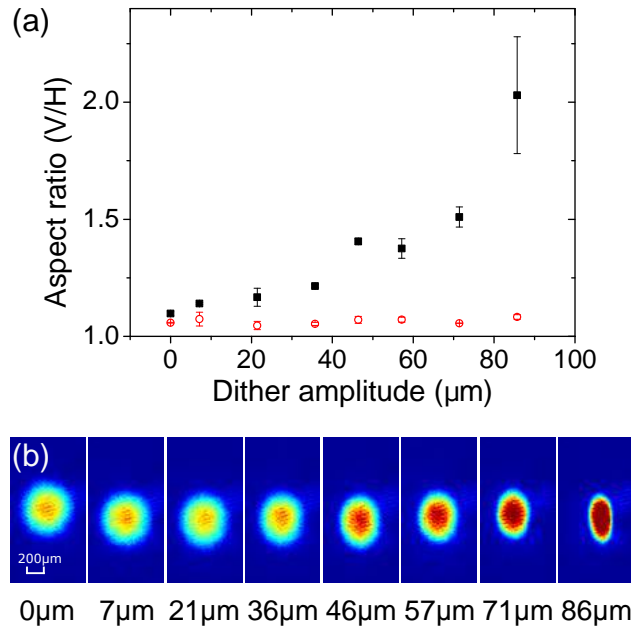 (a)
2.0
1.5
1.0
Aspect ratio (V/H)
0 20 40 60 80 100
Dither amplitude (µm)
(b)
200µm
0µm 7µm 21µm 36µm 46µm 57µm 71µm 86µm